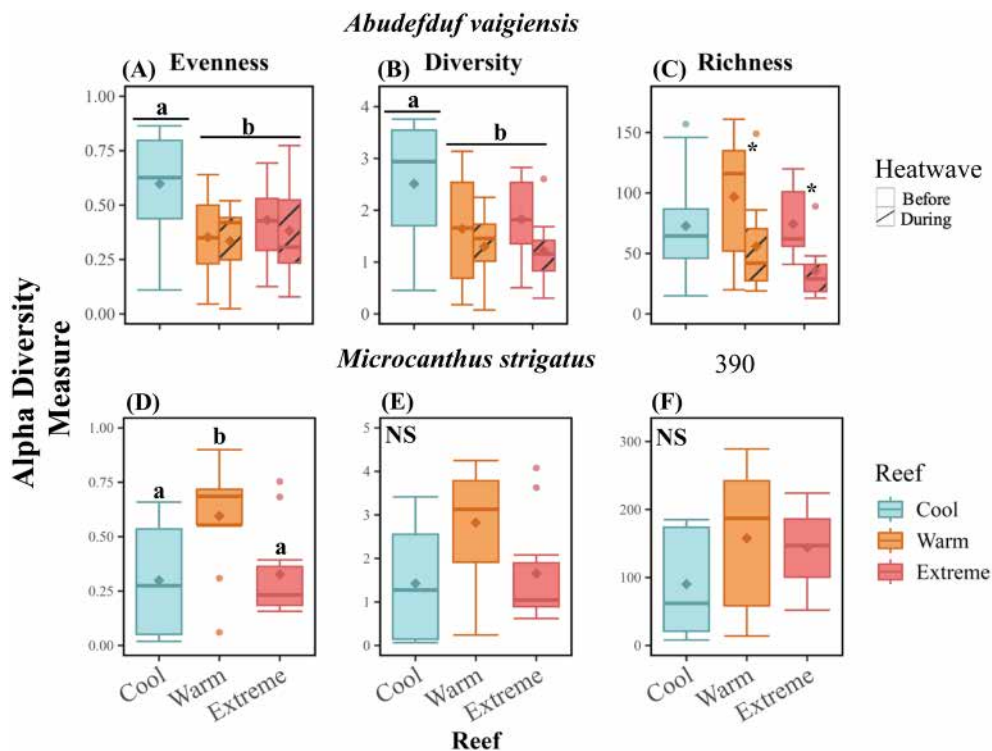 Abudefduf vaigiensis
(A) Evenness
(B) Diversity
(C) Richness
1.00
0.75
0.50
0.25
0.00
a
b
4
3
2
1
0
a
b
150
100
50
0
*
*
Heatwave
Before
During
Alpha Diversity
Measure
Microcanthus strigatus
390
(D)
(E)
(F)
1.00
0.75
0.50
0.25
0.00
a
b
a
5
4
3
2
1
0
NS
300
200
100
0
NS
Reef
Cool
Warm
Extreme
Cool
Warm
Extreme
Cool
Warm
Extreme
Cool
Warm
Extreme
Reef